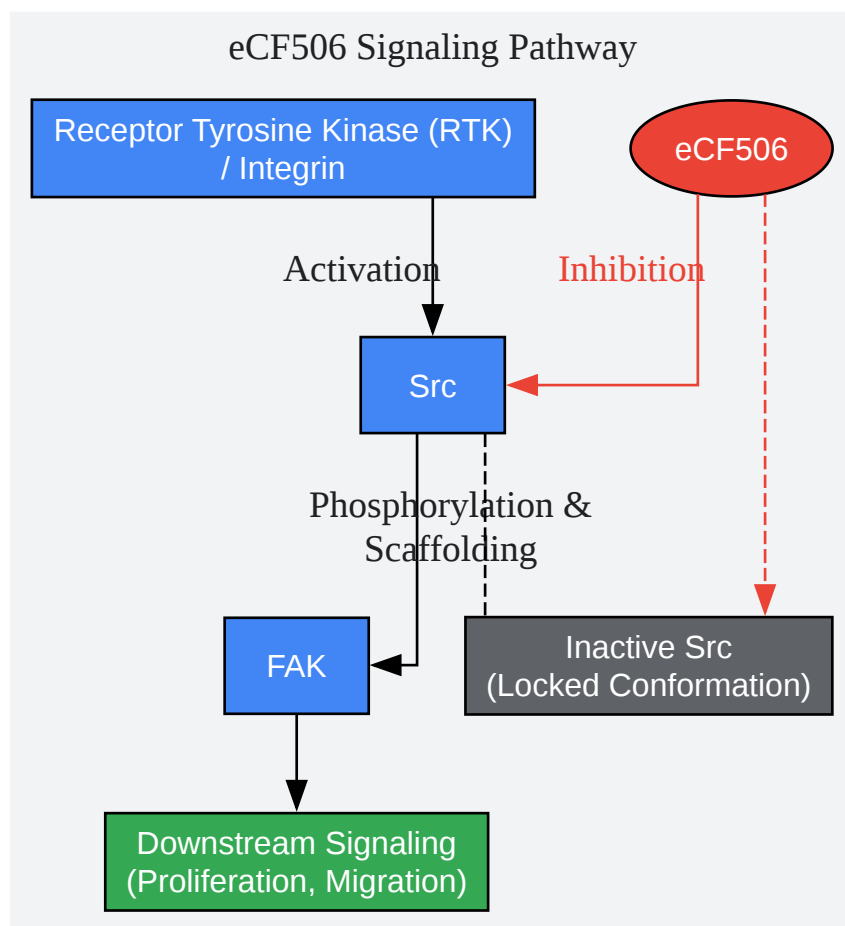 eCF506 Signaling Pathway
Receptor Tyrosine Kinase (RTK)
/ Integrin
eCF506
Activation
Inhibition
Src
Phosphorylation &
Scaffolding
FAK
Inactive Src
(Locked Conformation)
Downstream Signaling
(Proliferation, Migration)